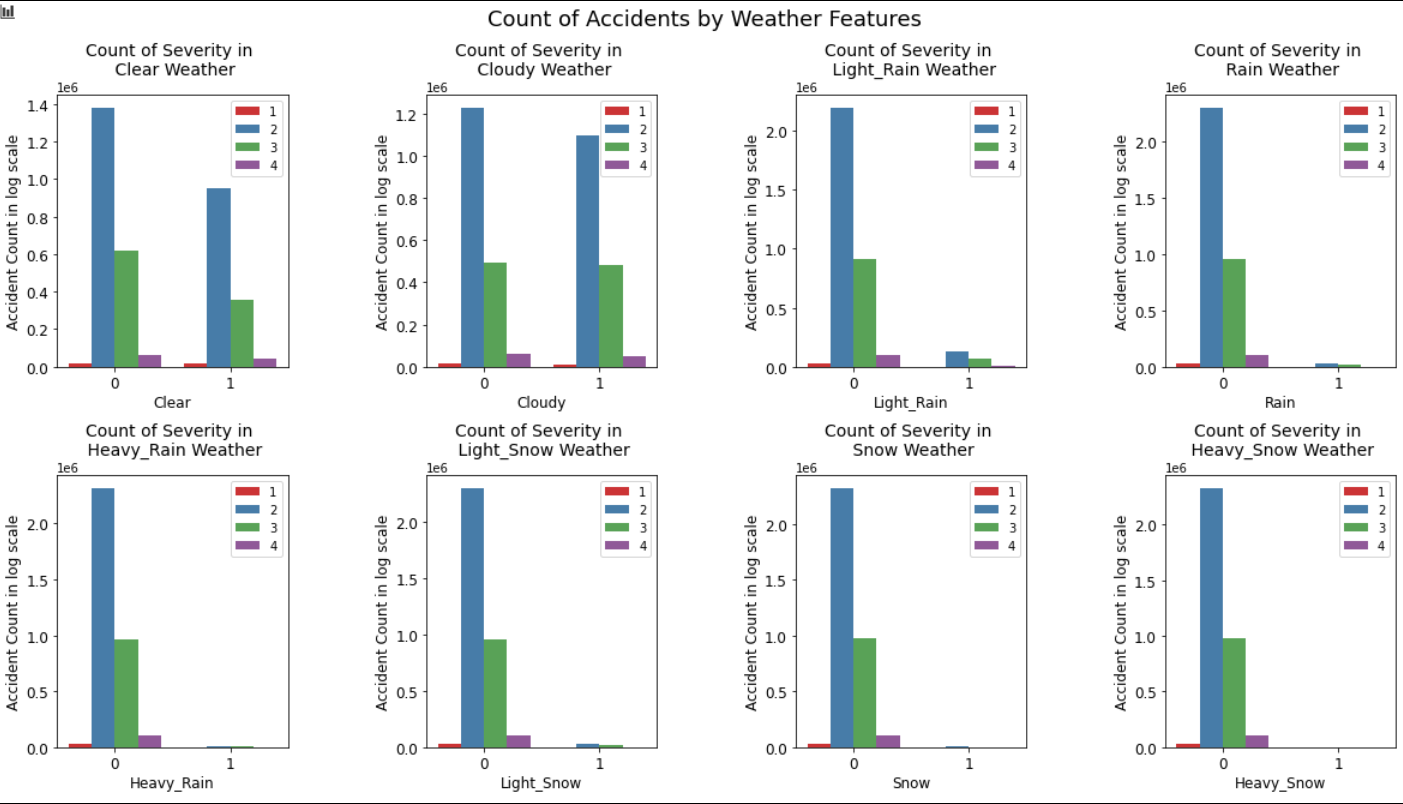 Count of Accidents by Weather Features
Count of Severity in
Clear Weather
1e6
Accident Count in log scale
1.4
1.2
1.0
0.8
0.6
0.4
0.2
0.0
1
2
3
4
0 1
Clear
Count of Severity in
Cloudy Weather
1e6
Accident Count in log scale
1.2
1.0
0.8
0.6
0.4
0.2
0.0
1
2
3
4
0 1
Cloudy
Count of Severity in
Light_Rain Weather
1e6
Accident Count in log scale
2.0
1.5
1.0
0.5
0.0
1
2
3
4
0 1
Light_Rain
Count of Severity in
Rain Weather
1e6
Accident Count in log scale
2.0
1.5
1.0
0.5
0.0
1
2
3
4
0 1
Rain
Count of Severity in
Heavy_Rain Weather
1e6
Accident Count in log scale
2.0
1.5
1.0
0.5
0.0
1
2
3
4
0 1
Heavy_Rain
Count of Severity in
Light_Snow Weather
1e6
Accident Count in log scale
2.0
1.5
1.0
0.5
0.0
1
2
3
4
0 1
Light_Snow
Count of Severity in
Snow Weather
1e6
Accident Count in log scale
2.0
1.5
1.0
0.5
0.0
1
2
3
4
0 1
Snow
Count of Severity in
Heavy_Snow Weather
1e6
Accident Count in log scale
2.0
1.5
1.0
0.5
0.0
1
2
3
4
0 1
Heavy_Snow